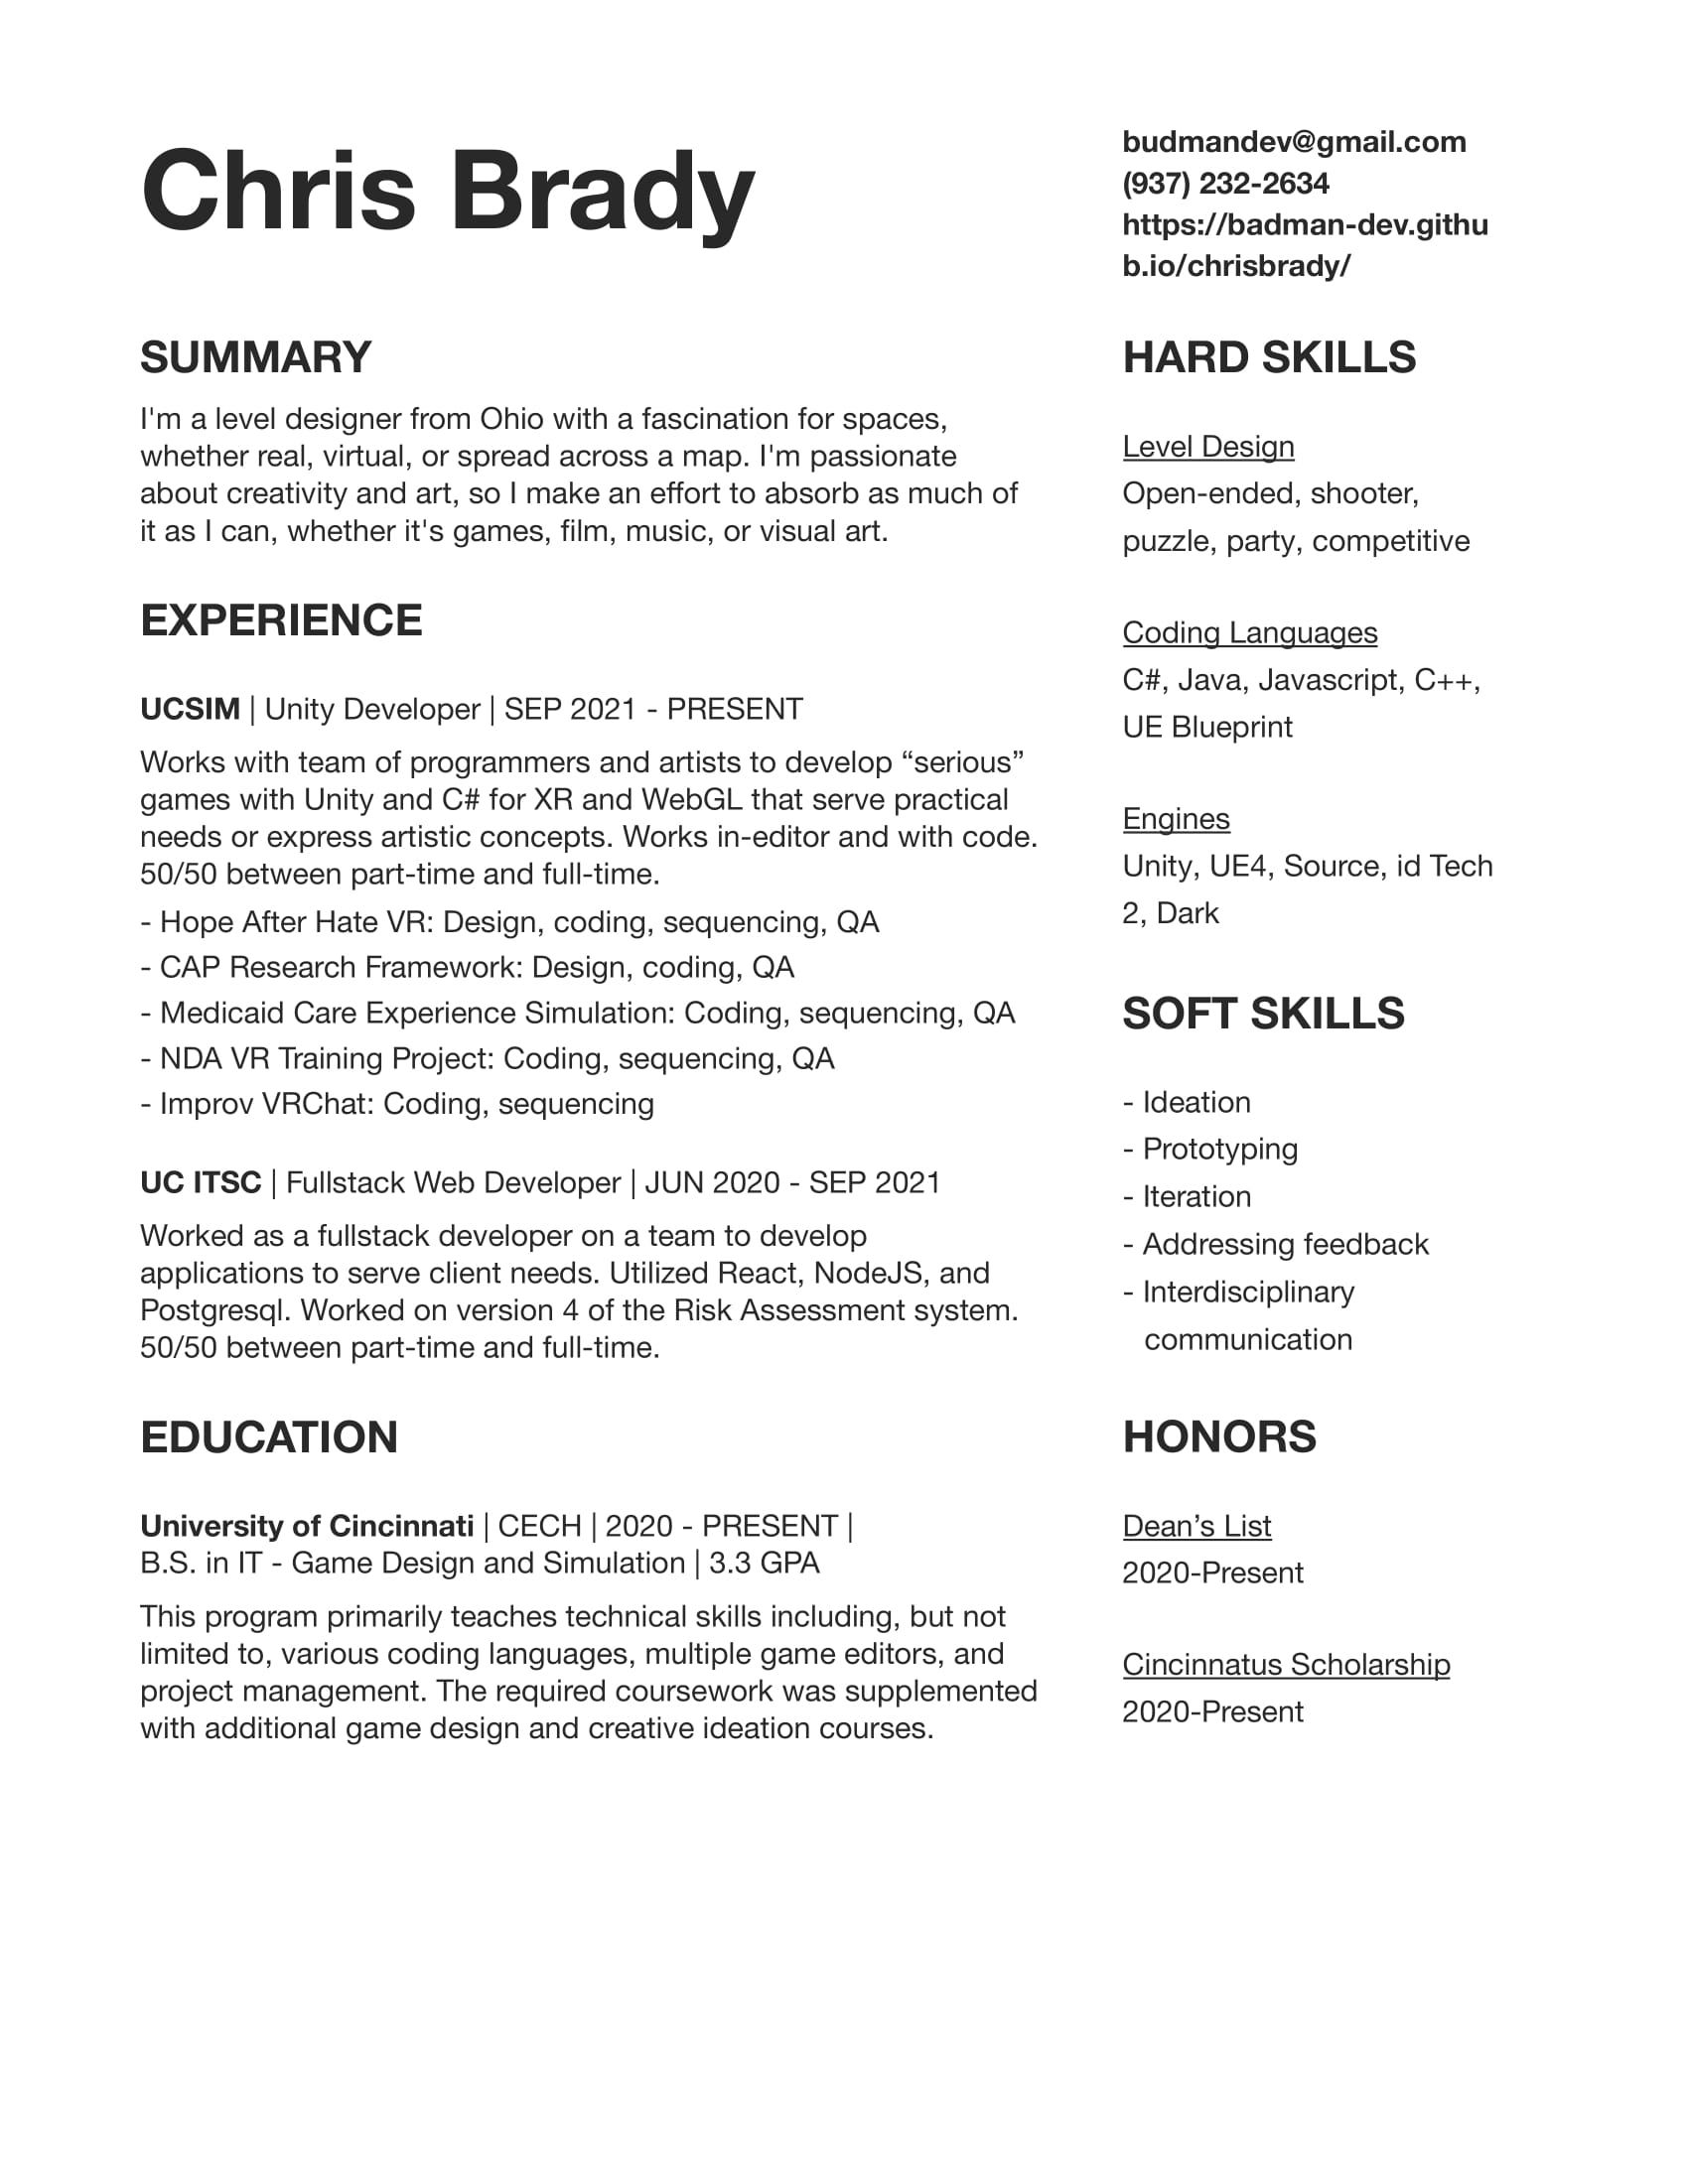 Chris Brady
budmandev@gmail.com
(937) 232-2634
https://badman-dev.githu
b.io/chrisbrady/
SUMMARY
I'm a level designer from Ohio with a fascination for spaces,
whether real, virtual, or spread across a map. I'm passionate
about creativity and art, so I make an effort to absorb as much of
it as I can, whether it's games, film, music, or visual art.
EXPERIENCE
UCSIM | Unity Developer | SEP 2021 - PRESENT
Works with team of programmers and artists to develop “serious”
games with Unity and C# for XR and WebGL that serve practical
needs or express artistic concepts. Works in-editor and with code.
50/50 between part-time and full-time.
- Hope After Hate VR: Design, coding, sequencing, QA
- CAP Research Framework: Design, coding, QA
- Medicaid Care Experience Simulation: Coding, sequencing, QA
- NDA VR Training Project: Coding, sequencing, QA
- Improv VRChat: Coding, sequencing
UC ITSC | Fullstack Web Developer | JUN 2020 - SEP 2021
Worked as a fullstack developer on a team to develop
applications to serve client needs. Utilized React, NodeJS, and
Postgresql. Worked on version 4 of the Risk Assessment system.
50/50 between part-time and full-time.
EDUCATION
University of Cincinnati | CECH | 2020 - PRESENT |
B.S. in IT - Game Design and Simulation | 3.3 GPA
This program primarily teaches technical skills including, but not
limited to, various coding languages, multiple game editors, and
project management. The required coursework was supplemented
with additional game design and creative ideation courses.
HARD SKILLS
Level Design
Open-ended, shooter,
puzzle, party, competitive
Coding Languages
C#, Java, Javascript, C++,
UE Blueprint
Engines
Unity, UE4, Source, id Tech
2, Dark
SOFT SKILLS
- Ideation
- Prototyping
- Iteration
- Addressing feedback
- Interdisciplinary
communication
HONORS
Dean’s List
2020-Present
Cincinnatus Scholarship
2020-Present